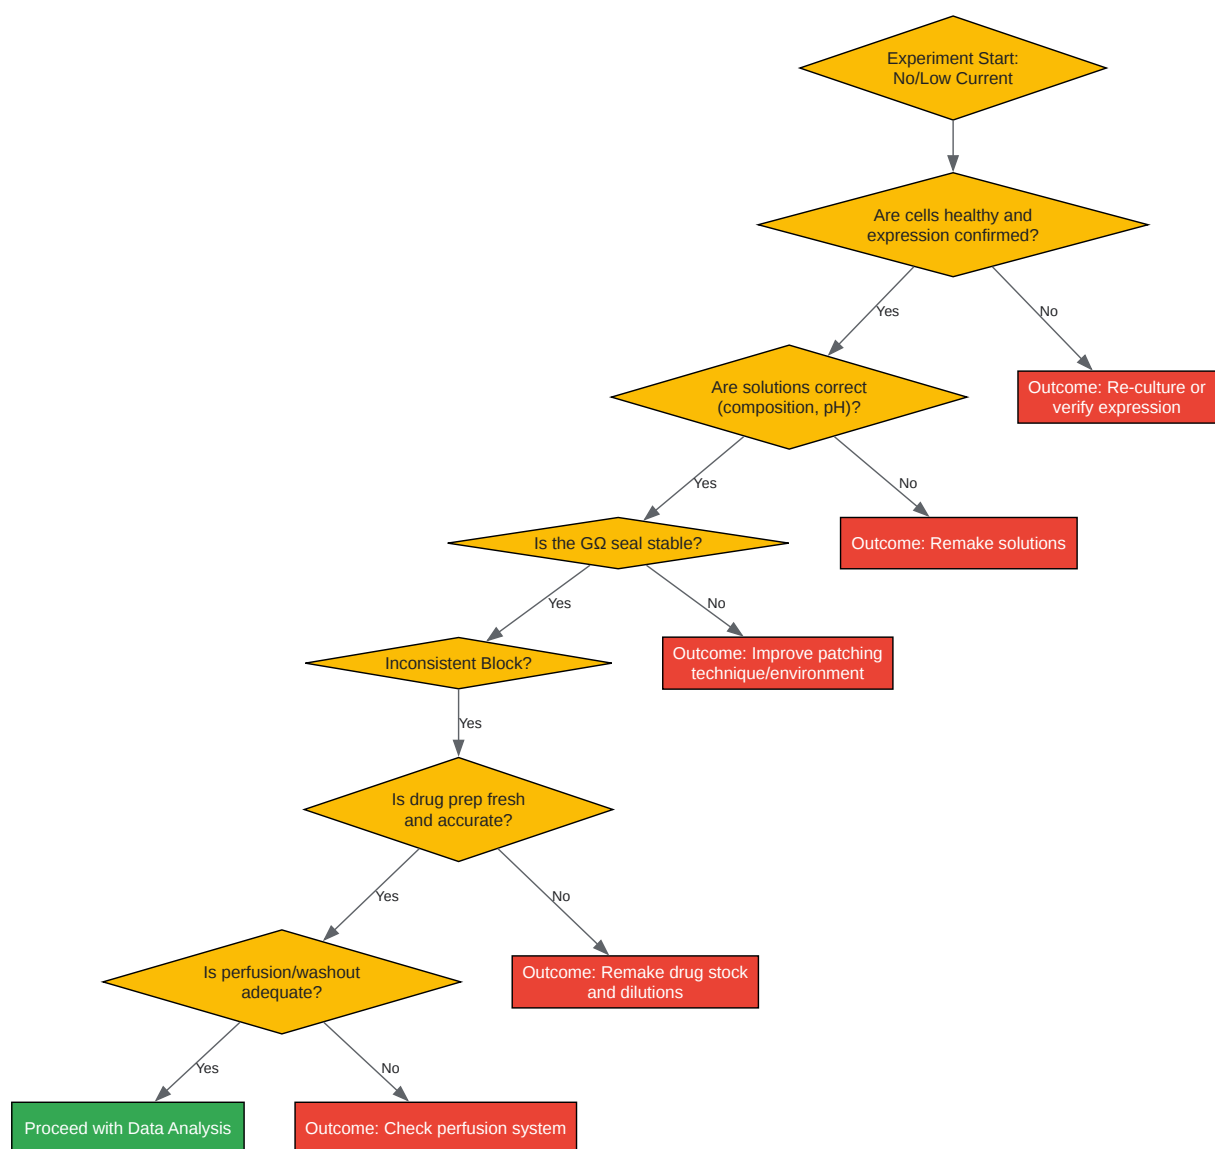 Experiment Start:
No/Low Current
Are cells healthy and
expression confirmed?
Yes
No
Are solutions correct
(composition, pH)?
Outcome: Re-culture or
verify expression
Yes
No
Is the GΩ seal stable?
Outcome: Remake solutions
Yes
No
Inconsistent Block?
Outcome: Improve patching
technique/environment
Yes
Is drug prep fresh
and accurate?
Yes
No
Is perfusion/washout
adequate?
Outcome: Remake drug stock
and dilutions
Yes
No
Proceed with Data Analysis
Outcome: Check perfusion system